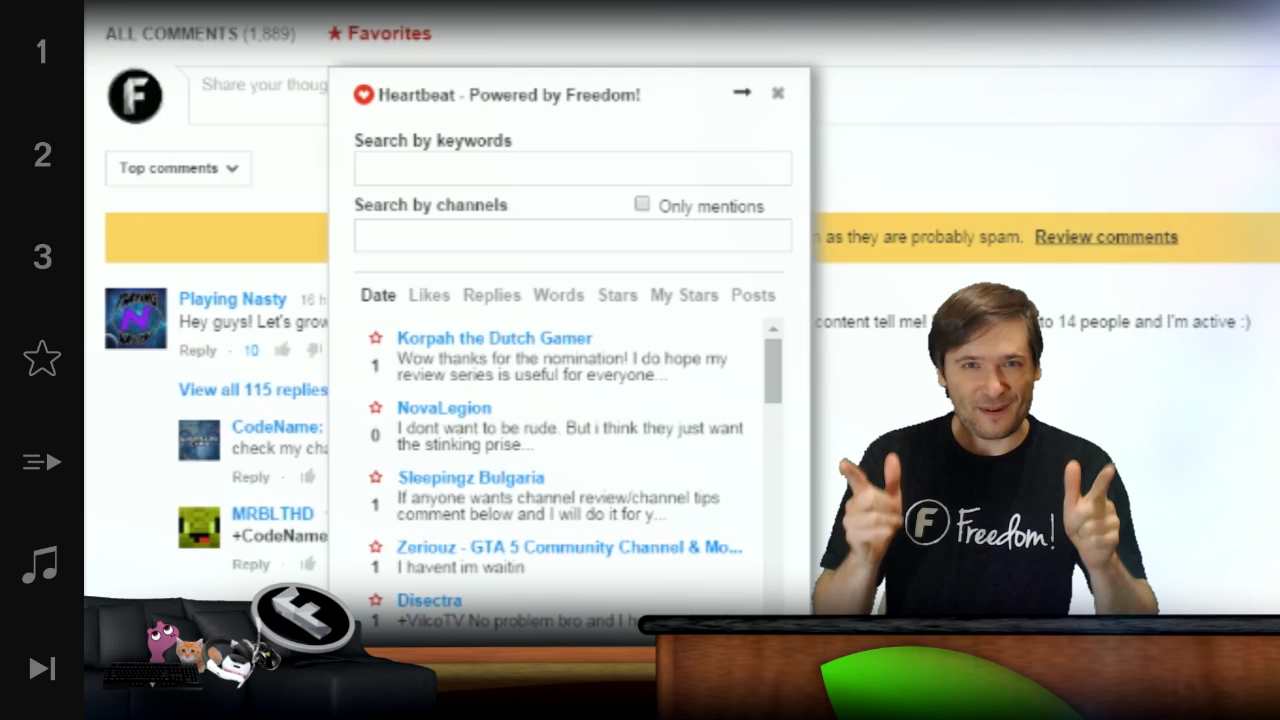 1
2
3
ALL COMMENTS (1,889)
★ Favorites
F
Share your thoug
Top comments
Heartbeat - Powered by Freedom!
Search by keywords
Search by channels
Only mentions
Date Likes Replies Words Stars My Stars Posts
Korpah the Dutch Gamer
1
Wow thanks for the nomination! I do hope my
review series is useful for everyone...
NovaLegion
0
I dont want to be rude. But i think they just want
the stinking prise...
Sleepingz Bulgaria
1
If anyone wants channel review/channel tips
comment below and I will do it for y...
Zeriouz - GTA 5 Community Channel & Mo...
1
I havent im waitin
Disectra
1
+VilcoTV No problem bro and I h
as they are probably spam. Review comments
Playing Nasty 16 h
Hey guys! Let's grow
content tell me!
to 14 people and I'm active :)
Reply · 10
View all 115 replies
CodeName:
check my cha
Reply ·
MRBLTHD
+CodeName
Reply ·
F Freedom!
F